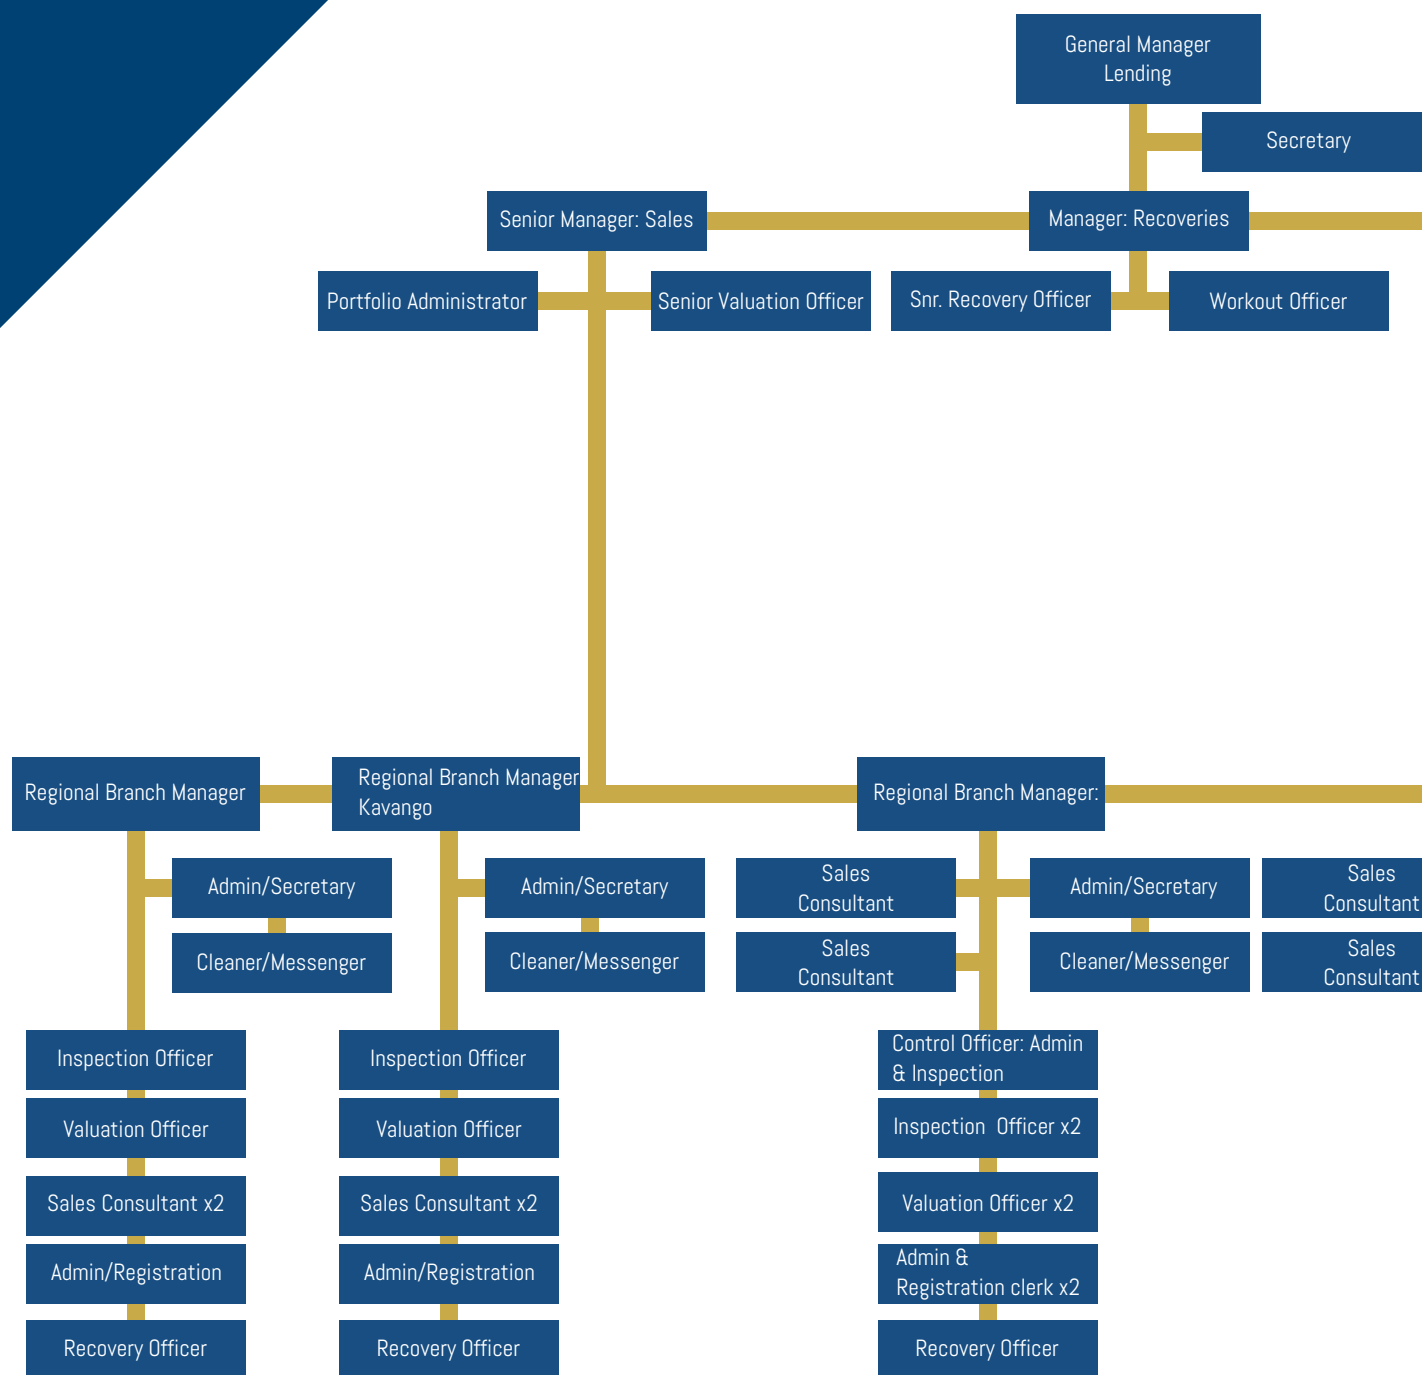 General Manager
Lending
Secretary
Senior Manager: Sales
Manager: Recoveries
Portfolio Administrator
Senior Valuation Officer
Snr. Recovery Officer
Workout Officer
Regional Branch Manager
Regional Branch Manager
Kavango
Regional Branch Manager:
Admin/Secretary
Cleaner/Messenger
Admin/Secretary
Cleaner/Messenger
Sales
Consultant
Sales
Consultant
Admin/Secretary
Cleaner/Messenger
Sales
Consultant
Sales
Consultant
Inspection Officer
Valuation Officer
Sales Consultant x2
Admin/Registration
Recovery Officer
Inspection Officer
Valuation Officer
Sales Consultant x2
Admin/Registration
Recovery Officer
Control Officer: Admin
& Inspection
Inspection  Officer x2
Valuation Officer x2
Admin &
Registration clerk x2
Recovery Officer